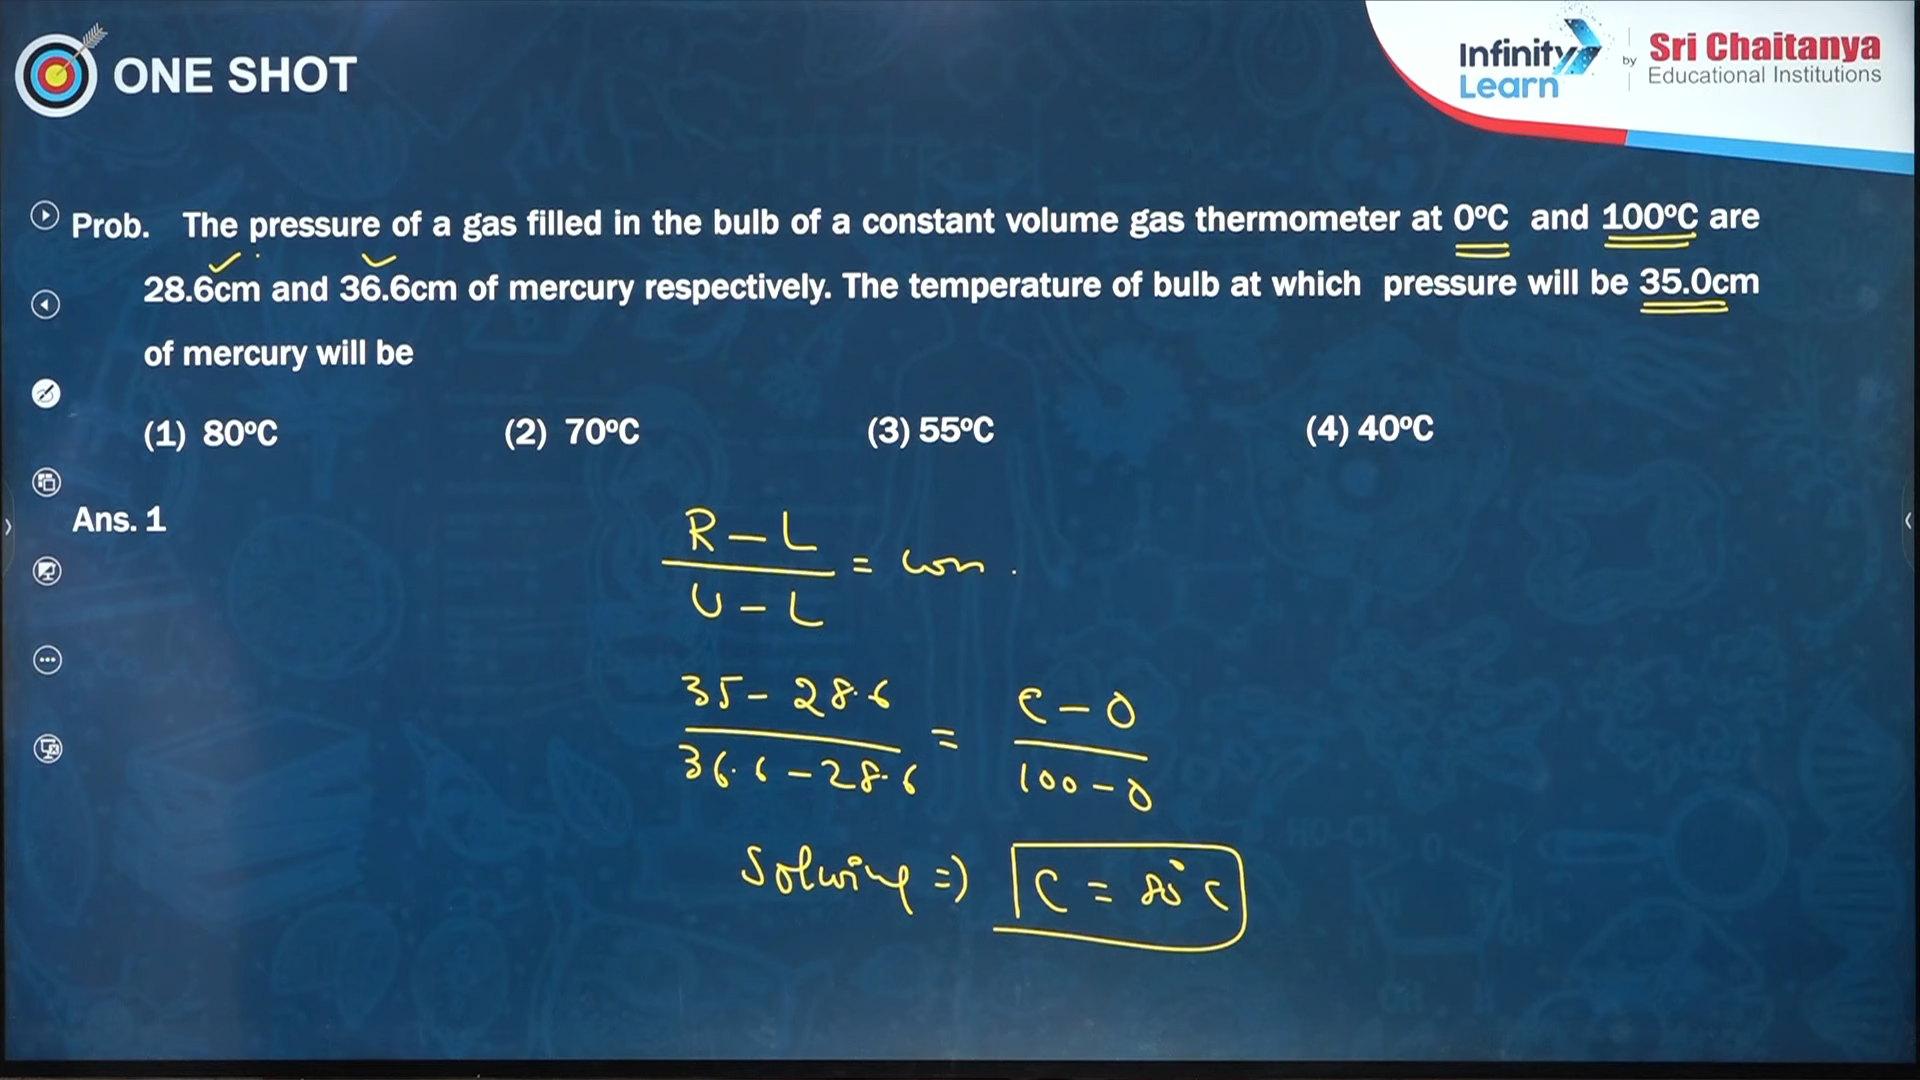 ONE SHOT
Infinity Learn by Sri Chaitanya Educational Institutions
Prob. The pressure of a gas filled in the bulb of a constant volume gas thermometer at 0°C and 100°C are
28.6cm and 36.6cm of mercury respectively. The temperature of bulb at which pressure will be 35.0cm
of mercury will be
(1) 80°C (2) 70°C (3) 55°C (4) 40°C
Ans. 1
R - L
= con.
U - L
35 - 28.6
C - 0
=
36.6 - 28.6
100 - 0
Solving => C = 80°C